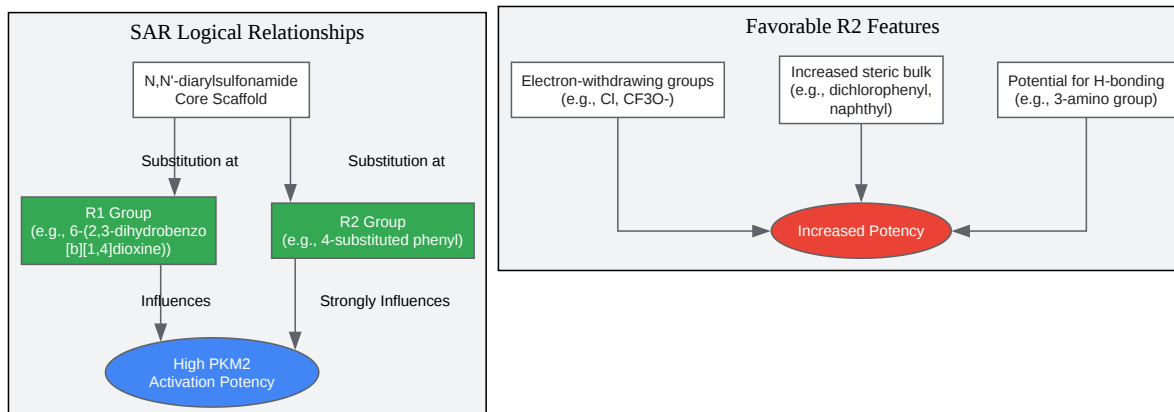 SAR Logical Relationships
N,N'-diarylsulfonamide
Core Scaffold
Substitution at
Substitution at
R1 Group
(e.g., 6-(2,3-dihydrobenzo
[b][1,4]dioxine))
R2 Group
(e.g., 4-substituted phenyl)
Influences
Strongly Influences
High PKM2
Activation Potency
Favorable R2 Features
Electron-withdrawing groups
(e.g., Cl, CF3O-)
Increased steric bulk
(e.g., dichlorophenyl,
naphthyl)
Potential for H-bonding
(e.g., 3-amino group)
Increased Potency